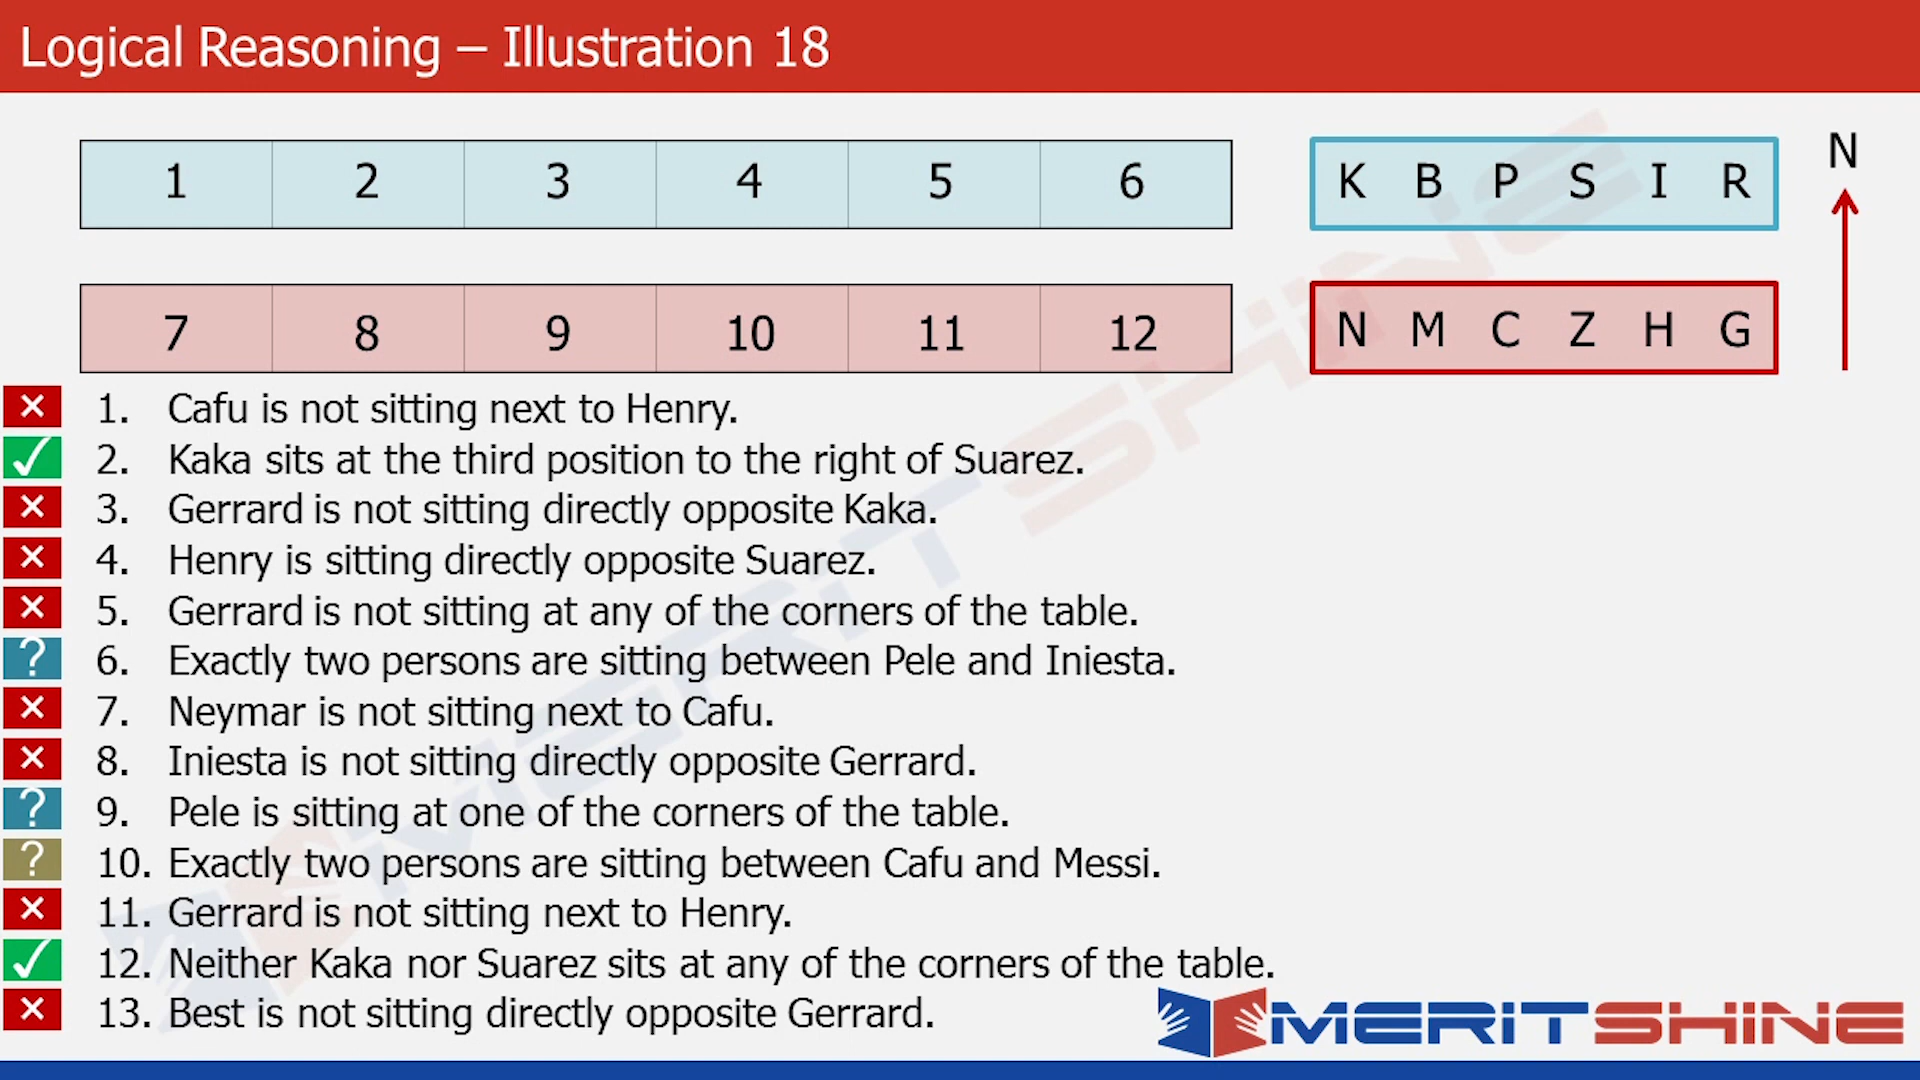 Logical Reasoning – Illustration 18
1 2 3 4 5 6 K B P S I R N
7 8 9 10 11 12 N M C Z H G
× 1. Cafu is not sitting next to Henry.
✓ 2. Kaka sits at the third position to the right of Suarez.
× 3. Gerrard is not sitting directly opposite Kaka.
× 4. Henry is sitting directly opposite Suarez.
× 5. Gerrard is not sitting at any of the corners of the table.
? 6. Exactly two persons are sitting between Pele and Iniesta.
× 7. Neymar is not sitting next to Cafu.
× 8. Iniesta is not sitting directly opposite Gerrard.
? 9. Pele is sitting at one of the corners of the table.
? 10. Exactly two persons are sitting between Cafu and Messi.
× 11. Gerrard is not sitting next to Henry.
✓ 12. Neither Kaka nor Suarez sits at any of the corners of the table.
× 13. Best is not sitting directly opposite Gerrard.
MERITSHINE
MERITSHINE